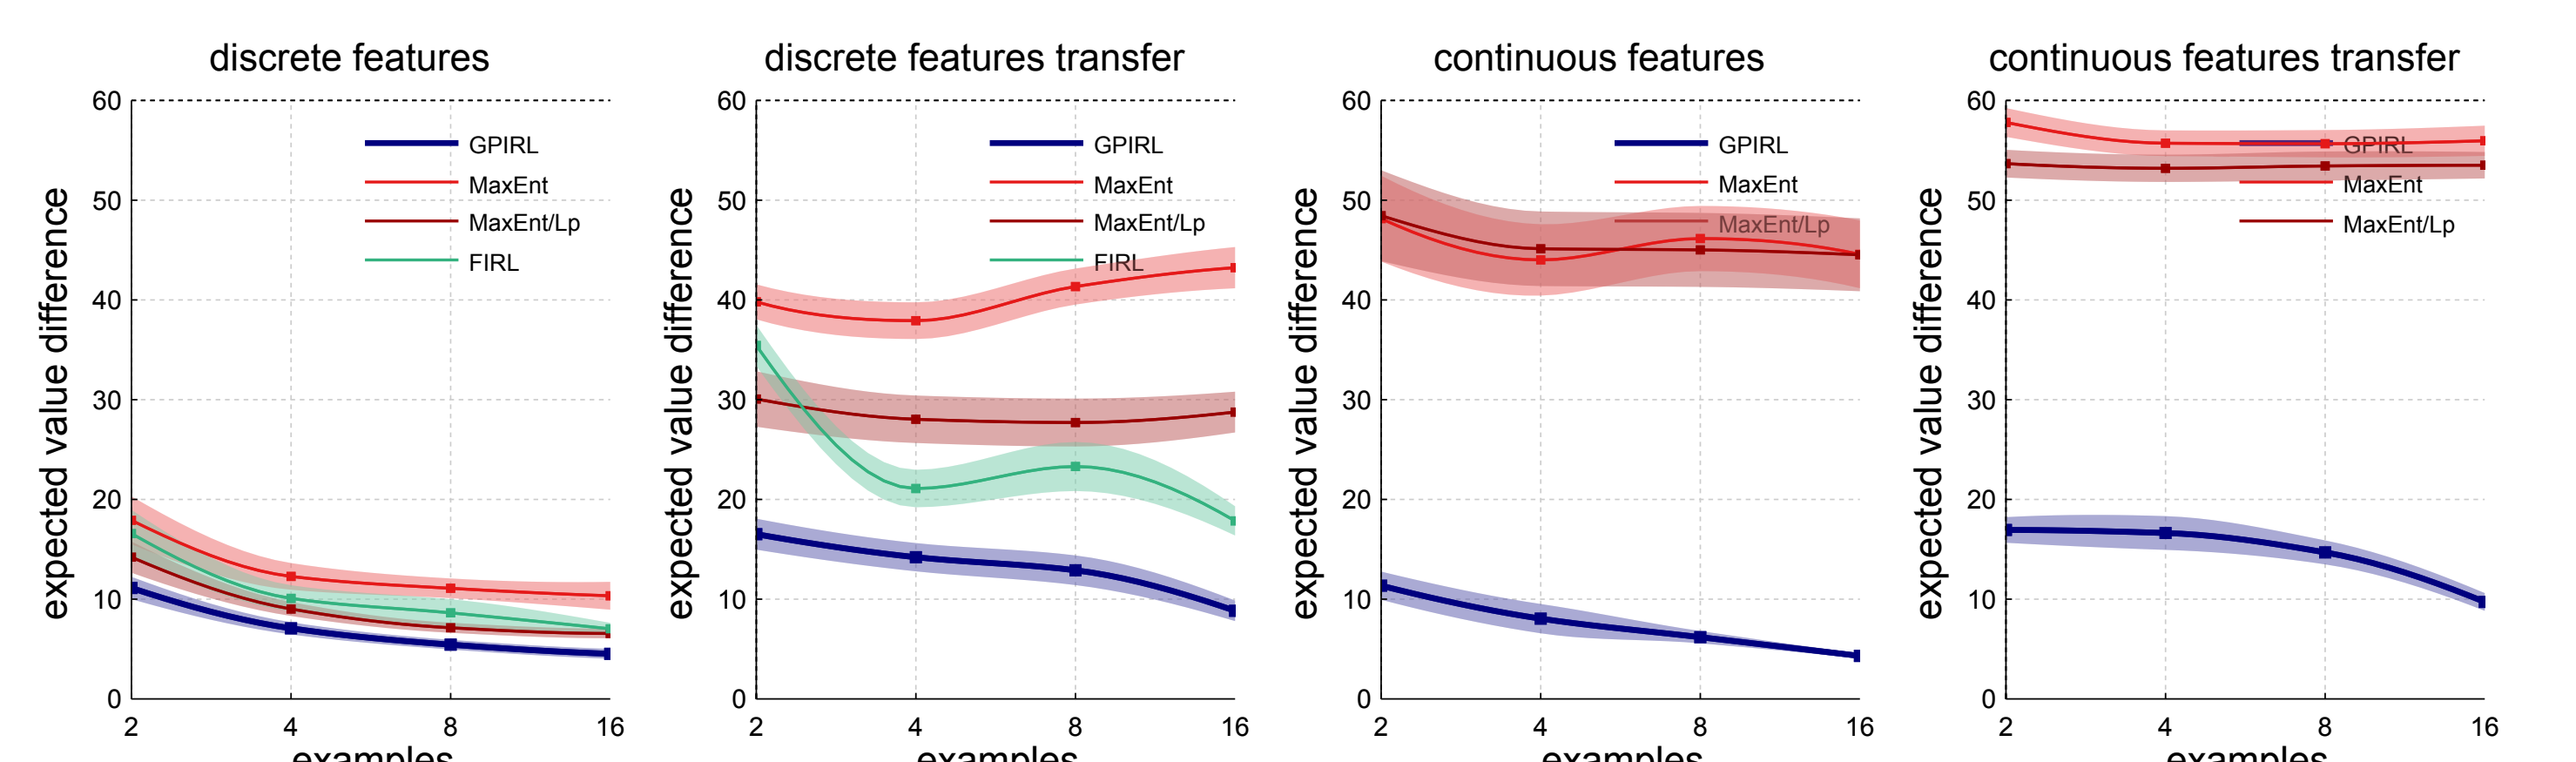 discrete features
60
50
40
30
20
10
0
2 4 8 16
expected value difference
examples
GPIRL
MaxEnt
MaxEnt/Lp
FIRL
discrete features transfer
60
50
40
30
20
10
0
2 4 8 16
expected value difference
examples
GPIRL
MaxEnt
MaxEnt/Lp
FIRL
continuous features
60
50
40
30
20
10
0
2 4 8 16
expected value difference
examples
GPIRL
MaxEnt
MaxEnt/Lp
continuous features transfer
60
50
40
30
20
10
0
2 4 8 16
expected value difference
examples
GPIRL
MaxEnt
MaxEnt/Lp